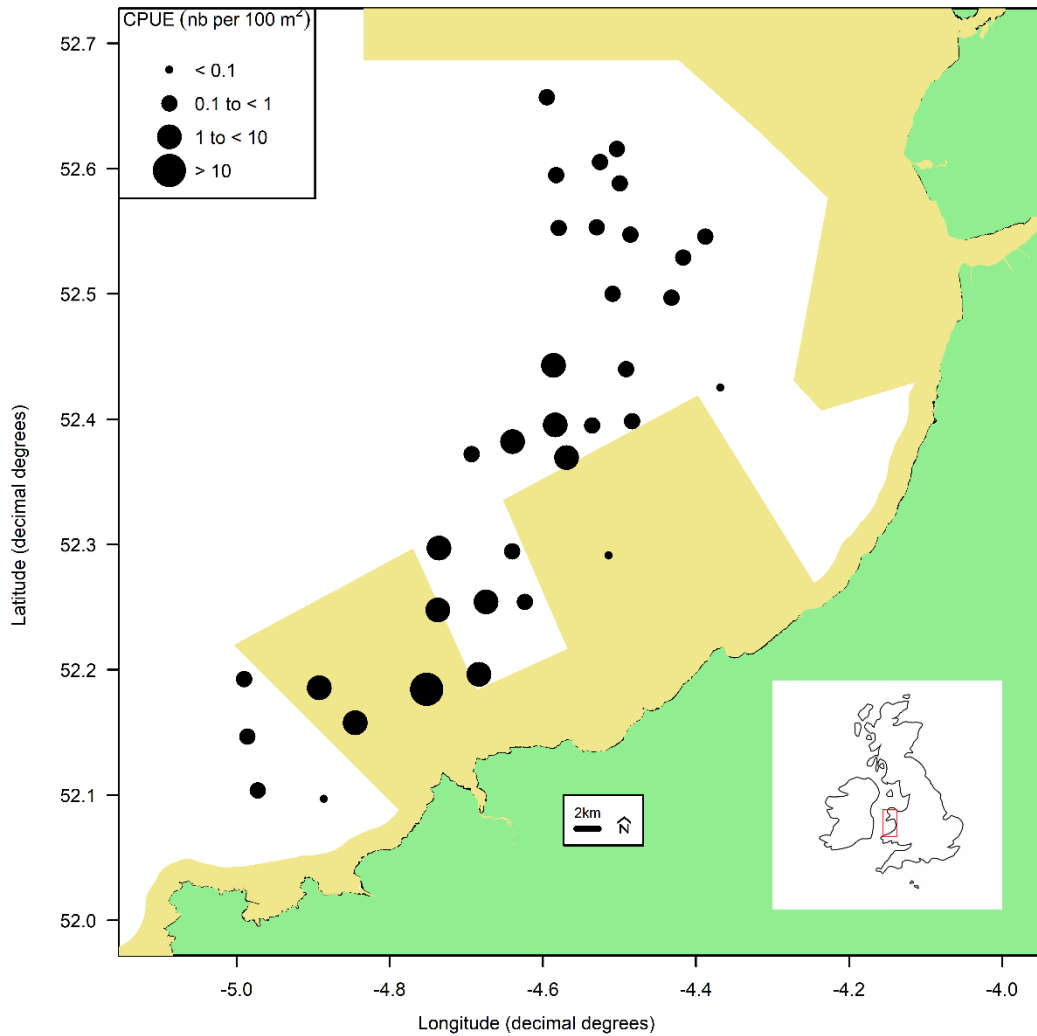 CPUE (nb per 100 m²)
< 0.1
0.1 to < 1
1 to < 10
> 10
52.7
52.6
52.5
52.4
52.3
52.2
52.1
52.0
Latitude (decimal degrees)
2km N
-5.0 -4.8 -4.6 -4.4 -4.2 -4.0
Longitude (decimal degrees)